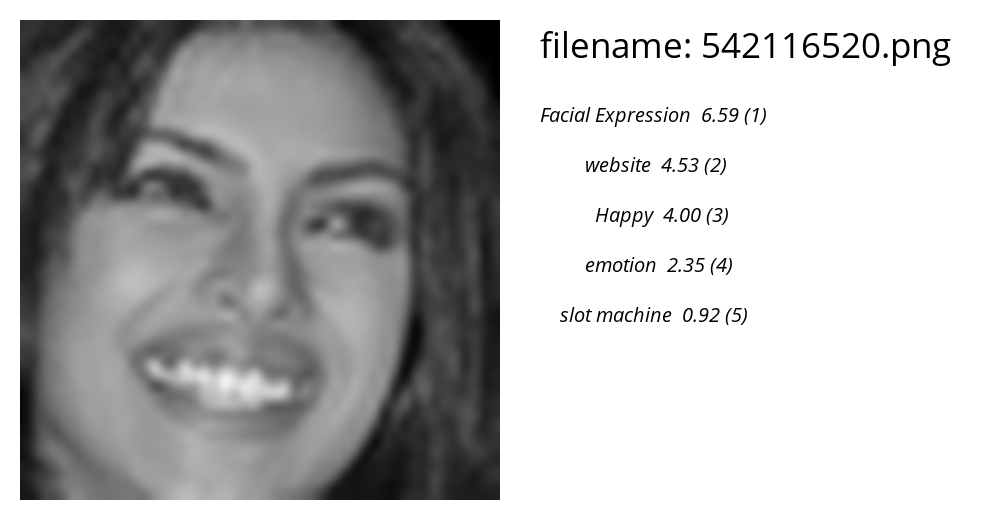 filename: 542116520.png
Facial Expression 6.59 (1)
website 4.53 (2)
Happy 4.00 (3)
emotion 2.35 (4)
slot machine 0.92 (5)